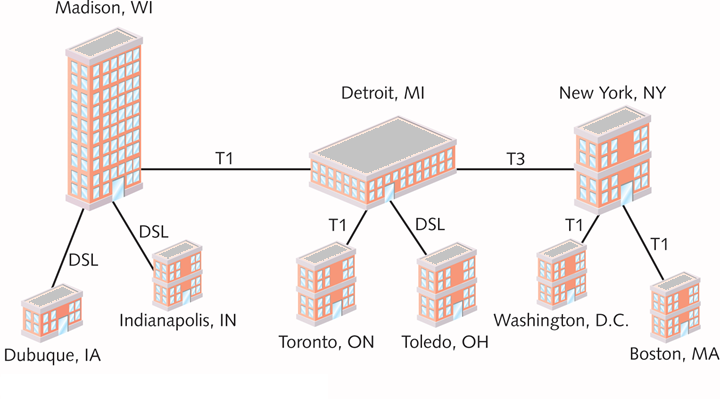 Madison, WI
Detroit, MI
New York, NY
T1
T3
DSL
DSL
T1
DSL
T1
T1
Dubuque, IA
Indianapolis, IN
Toronto, ON
Toledo, OH
Washington, D.C.
Boston, MA